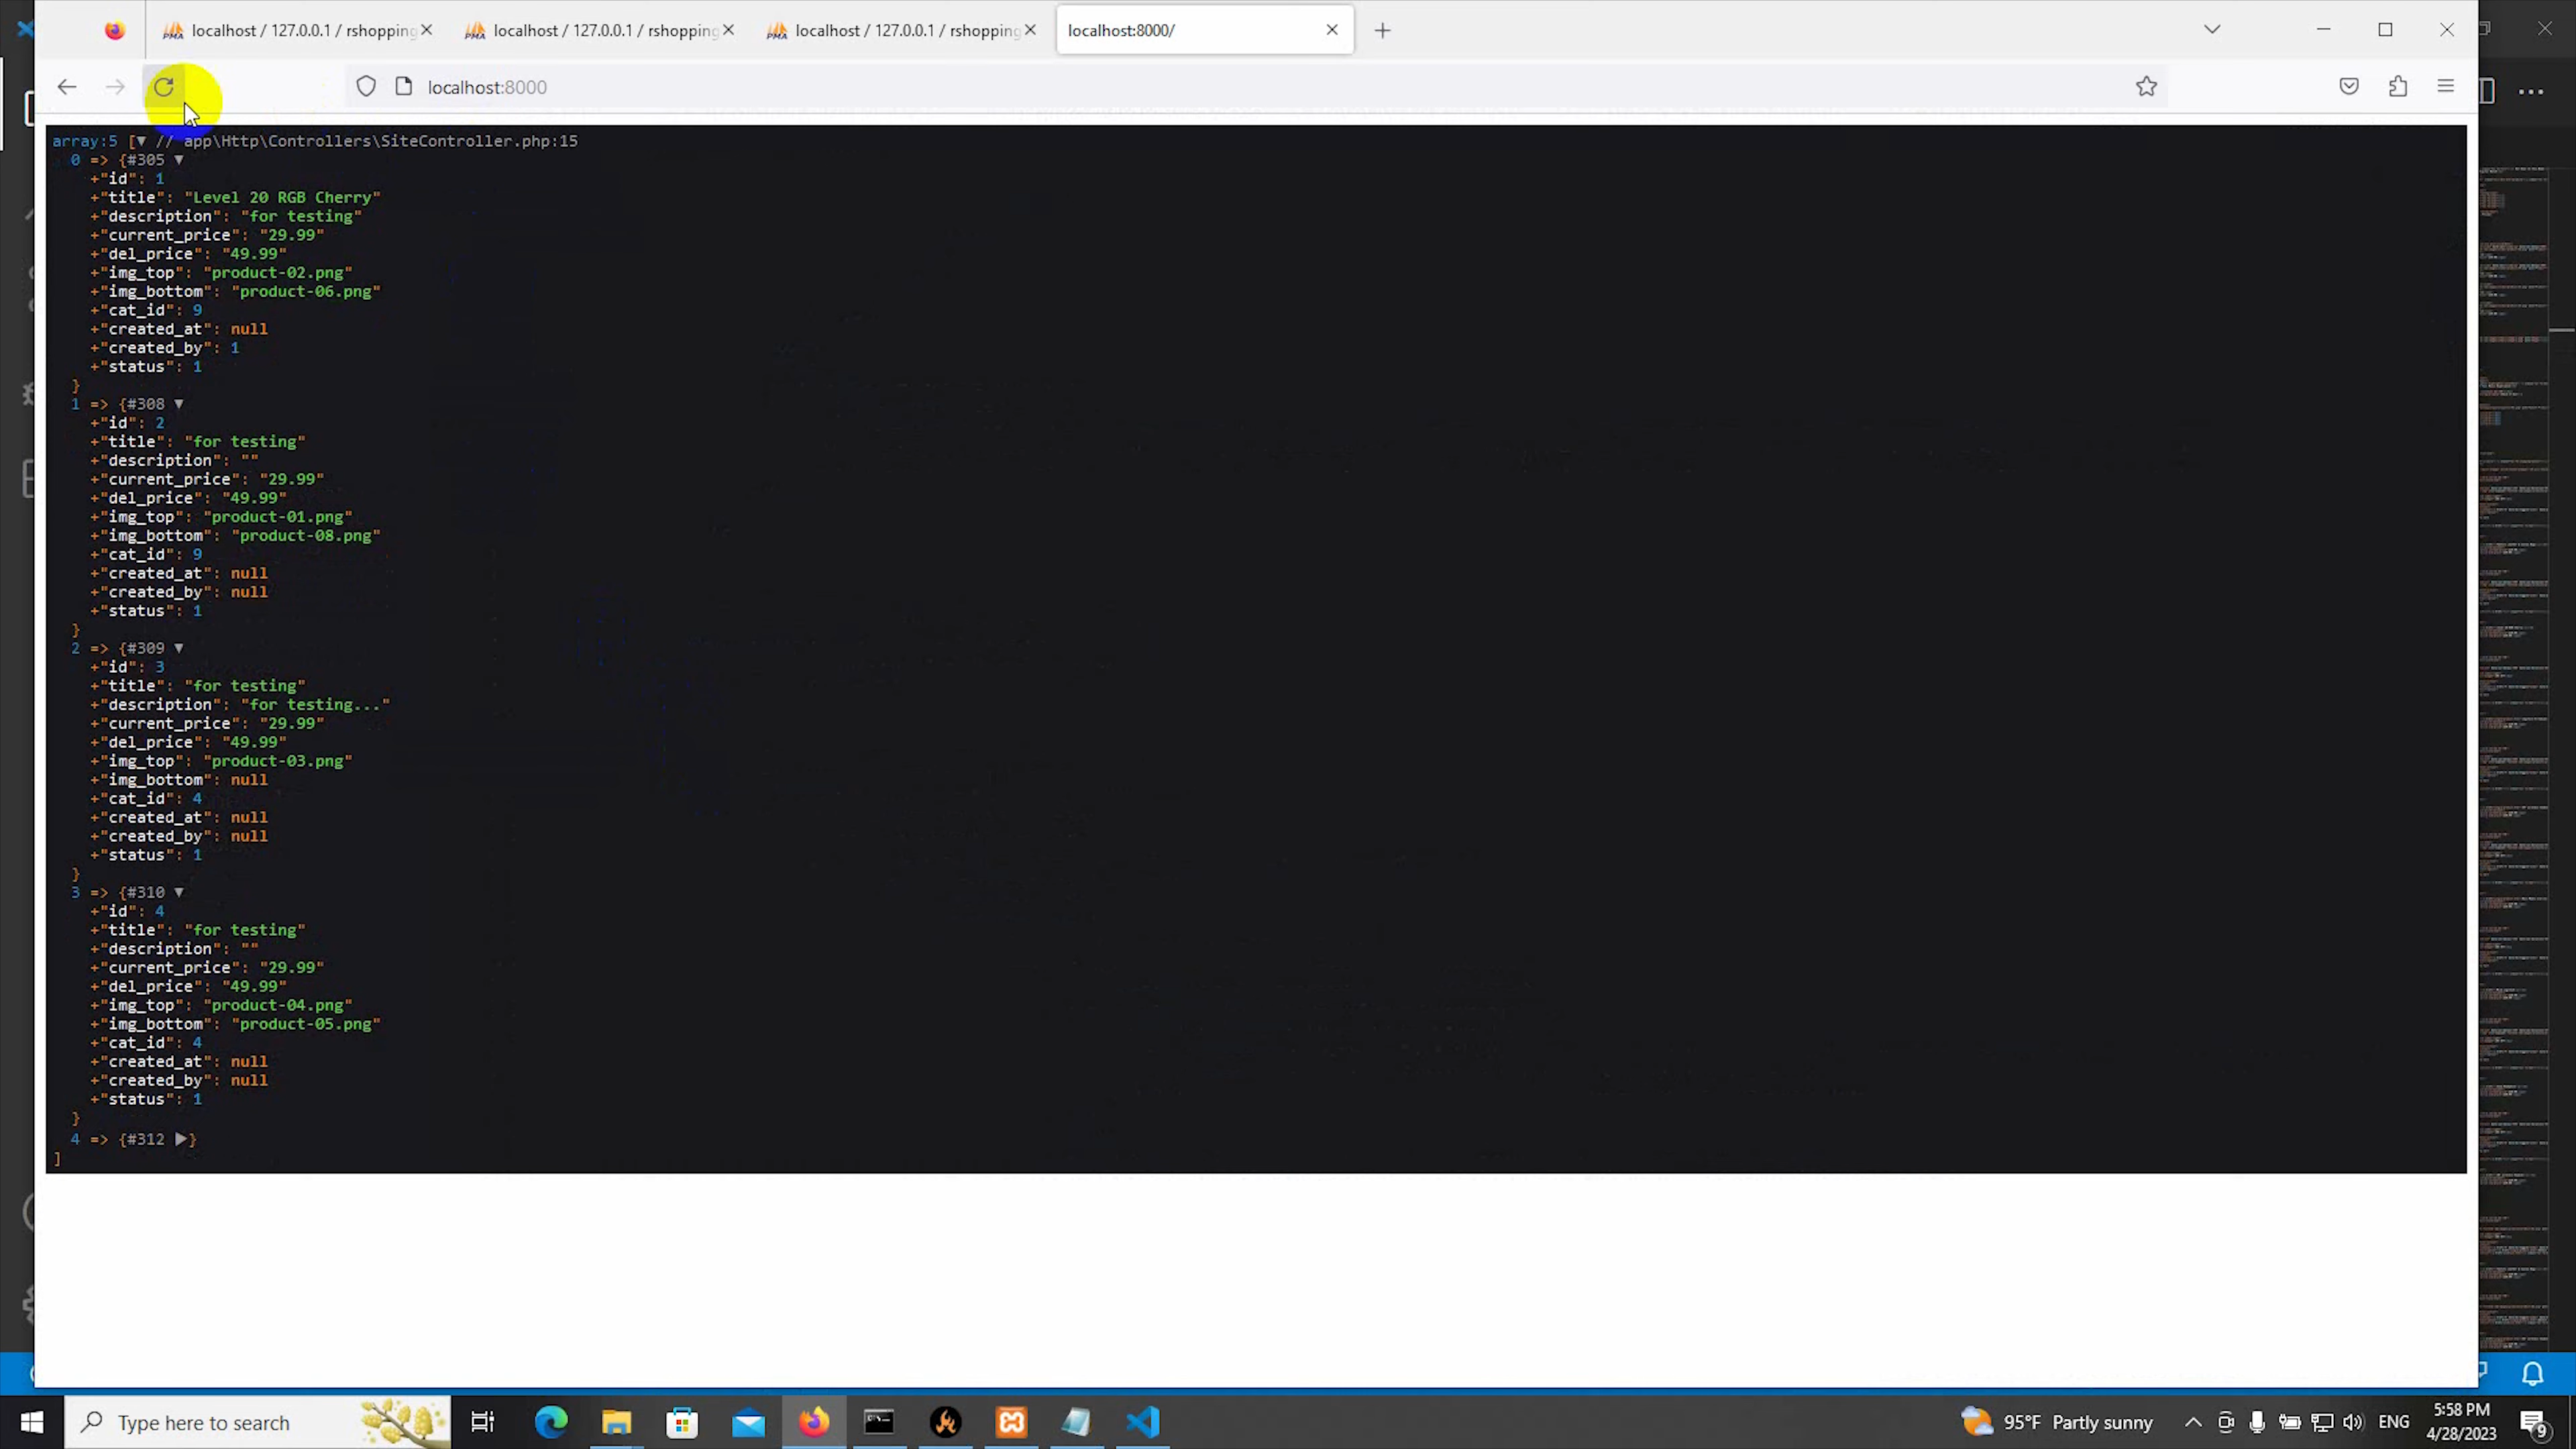 localhost / 127.0.0.1 / rshopping
localhost / 127.0.0.1 / rshopping
localhost / 127.0.0.1 / rshopping
localhost:8000/
localhost:8000
array:5 [▼ // app\Http\Controllers\SiteController.php:15
0 => {#305 ▼
+"id": 1
+"title": "Level 20 RGB Cherry"
+"description": "for testing"
+"current_price": "29.99"
+"del_price": "49.99"
+"img_top": "product-02.png"
+"img_bottom": "product-06.png"
+"cat_id": 9
+"created_at": null
+"created_by": 1
+"status": 1
}
1 => {#308 ▼
+"id": 2
+"title": "for testing"
+"description": ""
+"current_price": "29.99"
+"del_price": "49.99"
+"img_top": "product-01.png"
+"img_bottom": "product-08.png"
+"cat_id": 9
+"created_at": null
+"created_by": null
+"status": 1
}
2 => {#309 ▼
+"id": 3
+"title": "for testing"
+"description": "for testing..."
+"current_price": "29.99"
+"del_price": "49.99"
+"img_top": "product-03.png"
+"img_bottom": null
+"cat_id": 4
+"created_at": null
+"created_by": null
+"status": 1
}
3 => {#310 ▼
+"id": 4
+"title": "for testing"
+"description": ""
+"current_price": "29.99"
+"del_price": "49.99"
+"img_top": "product-04.png"
+"img_bottom": "product-05.png"
+"cat_id": 4
+"created_at": null
+"created_by": null
+"status": 1
}
4 => {#312 ▶}
]
Type here to search
95°F Partly sunny
ENG
5:58 PM
4/28/2023
9